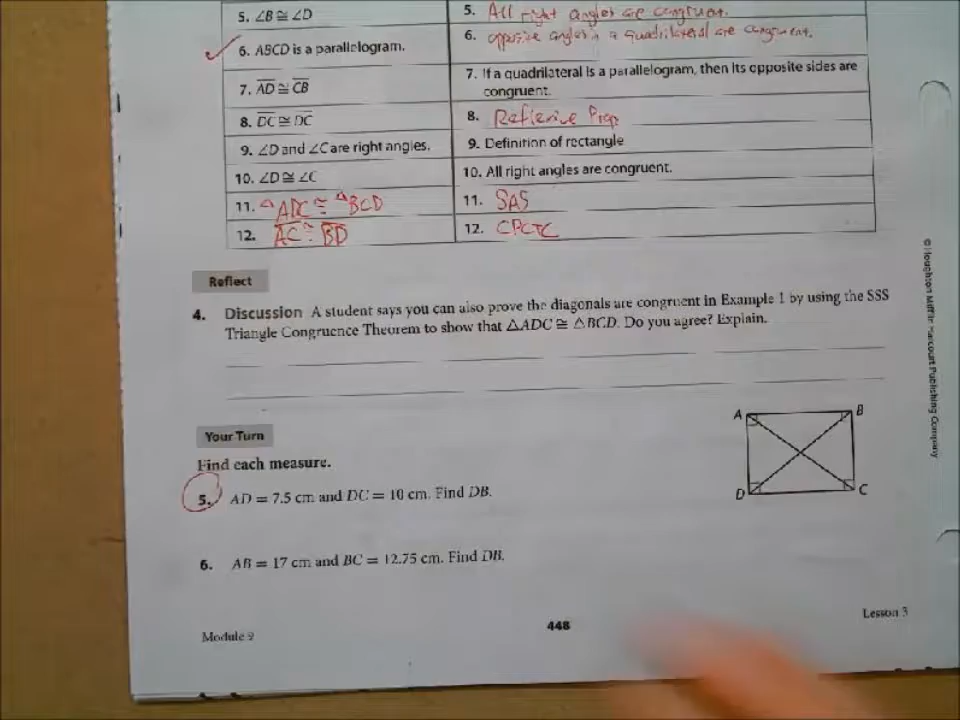 5. ∠B ≅ ∠D
5. All right angles are congruent.
6. ABCD is a parallelogram.
6. opposite angles in a quadrilateral are congruent.
7. AD ≅ CB
7. If a quadrilateral is a parallelogram, then its opposite sides are
congruent.
8. DC ≅ DC
8. Reflexive Prop
9. ∠D and ∠C are right angles.
9. Definition of rectangle
10. ∠D ≅ ∠C
10. All right angles are congruent.
11. △ADC ≅ △BCD
11. SAS
12. AC ≅ BD
12. CPCTC
Reflect
4. Discussion A student says you can also prove the diagonals are congruent in Example 1 by using the SSS
Triangle Congruence Theorem to show that △ADC ≅ △BCD. Do you agree? Explain.
Your Turn
Find each measure.
5. AD = 7.5 cm and DC = 10 cm. Find DB.
6. AB = 17 cm and BC = 12.75 cm. Find DB.
A
B
D
C
Module 9
448
Lesson 3
© Houghton Mifflin Harcourt Publishing Company